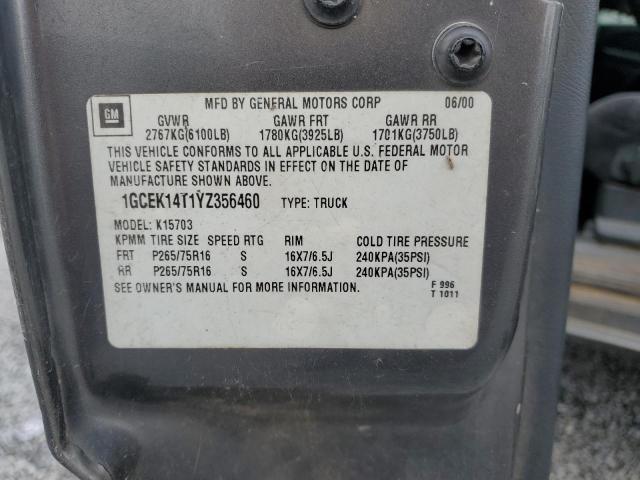 MFD BY GENERAL MOTORS CORP 06/00
GM
GVWR GAWR FRT GAWR RR
2767KG(6100LB) 1780KG(3925LB) 1701KG(3750LB)
THIS VEHICLE CONFORMS TO ALL APPLICABLE U.S. FEDERAL MOTOR
VEHICLE SAFETY STANDARDS IN EFFECT ON THE DATE OF
MANUFACTURE SHOWN ABOVE.
1GCEK14T1YZ356460 TYPE: TRUCK
MODEL: K15703
KPMM TIRE SIZE SPEED RTG RIM COLD TIRE PRESSURE
FRT P265/75R16 S 16X7/6.5J 240KPA(35PSI)
RR P265/75R16 S 16X7/6.5J 240KPA(35PSI)
SEE OWNER'S MANUAL FOR MORE INFORMATION. F 996
T 1011